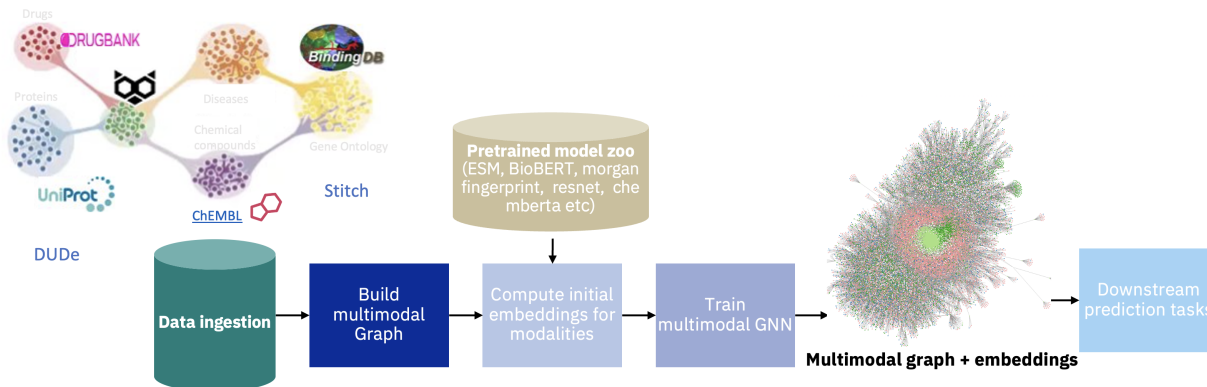 Drugs
DRUGBANK
BindingDB
Proteins
Diseases
Chemical
compounds
Gene Ontology
UniProt
Stitch
ChEMBL
DUDe
Pretrained model zoo
(ESM, BioBERT, morgan
fingerprint, resnet, che
mberta etc)
Data ingestion
Build
multimodal
Graph
Compute initial
embeddings for
modalities
Train
multimodal GNN
Multimodal graph + embeddings
Downstream
prediction tasks